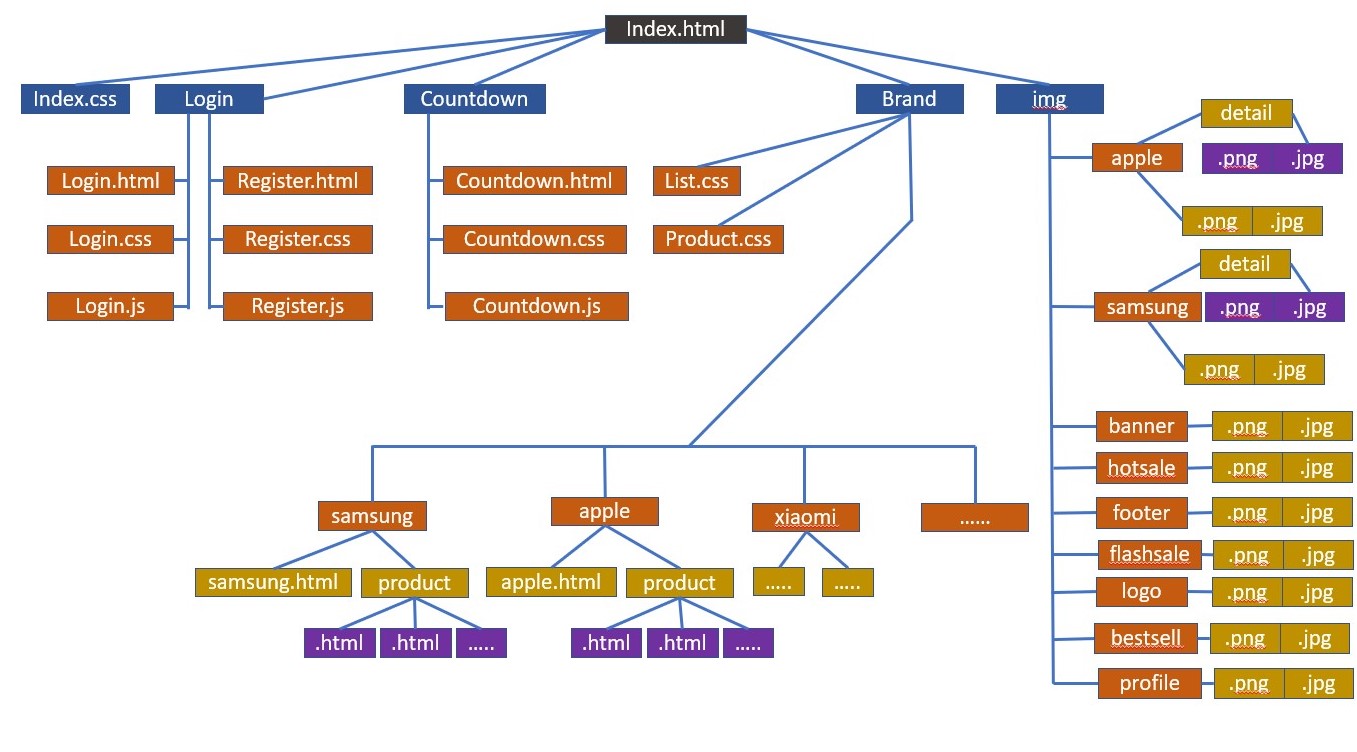 Index.html
Index.css
Login
Countdown
Brand
img
detail
apple
.png .jpg
.png .jpg
detail
samsung
.png .jpg
.png .jpg
Login.html
Register.html
Countdown.html
List.css
Login.css
Register.css
Countdown.css
Product.css
Login.js
Register.js
Countdown.js
banner .png .jpg
hotsale .png .jpg
footer .png .jpg
flashsale .png .jpg
logo .png .jpg
bestsell .png .jpg
profile .png .jpg
samsung
apple
xiaomi
......
samsung.html
product
apple.html
product
.....
.....
.html
.html
.....
.html
.html
.....